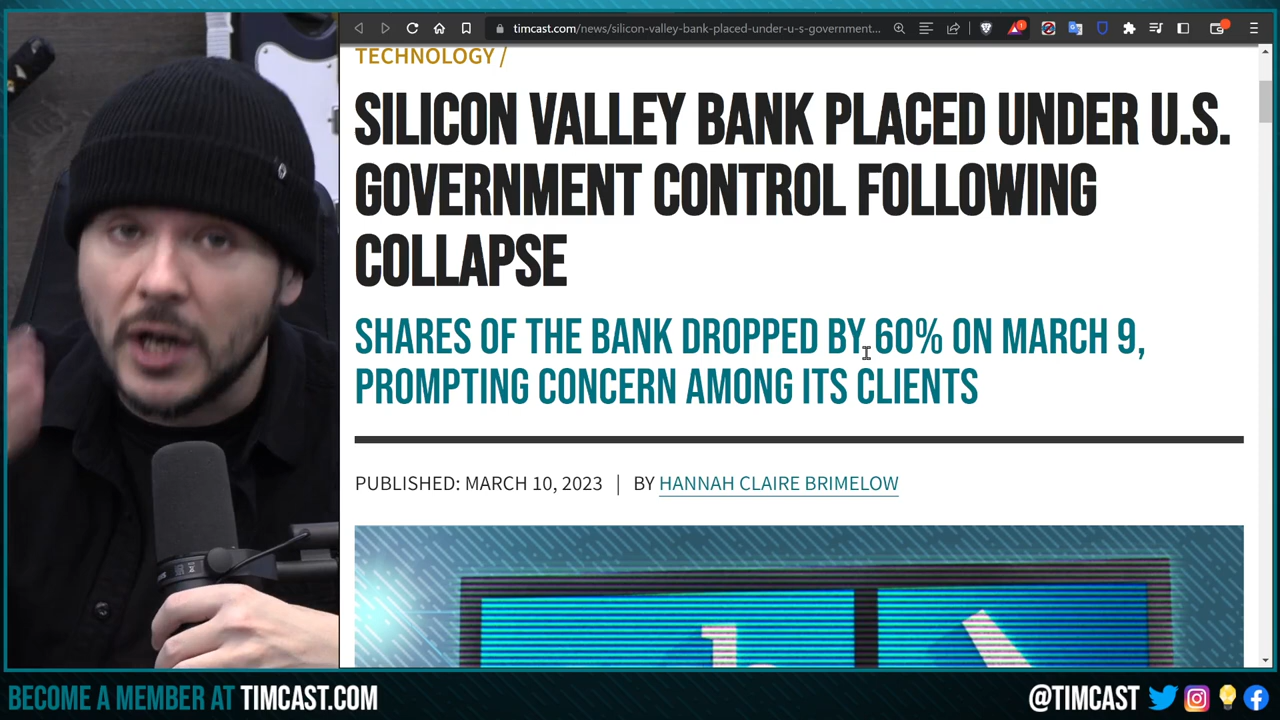 timcast.com/news/silicon-valley-bank-placed-under-u-s-government...
1
TECHNOLOGY /
SILICON VALLEY BANK PLACED UNDER U.S.
GOVERNMENT CONTROL FOLLOWING
COLLAPSE
SHARES OF THE BANK DROPPED BY 60% ON MARCH 9,
PROMPTING CONCERN AMONG ITS CLIENTS
PUBLISHED: MARCH 10, 2023 | BY HANNAH CLAIRE BRIMELOW
BECOME A MEMBER AT TIMCAST.COM
@TIMCAST